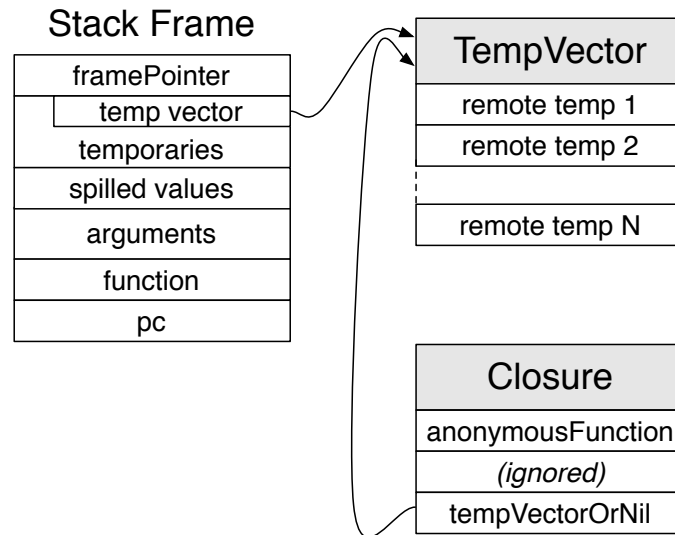 Stack Frame
framePointer
temp vector
temporaries
spilled values
arguments
function
pc
TempVector
remote temp 1
remote temp 2
remote temp N
Closure
anonymousFunction
(ignored)
tempVectorOrNil